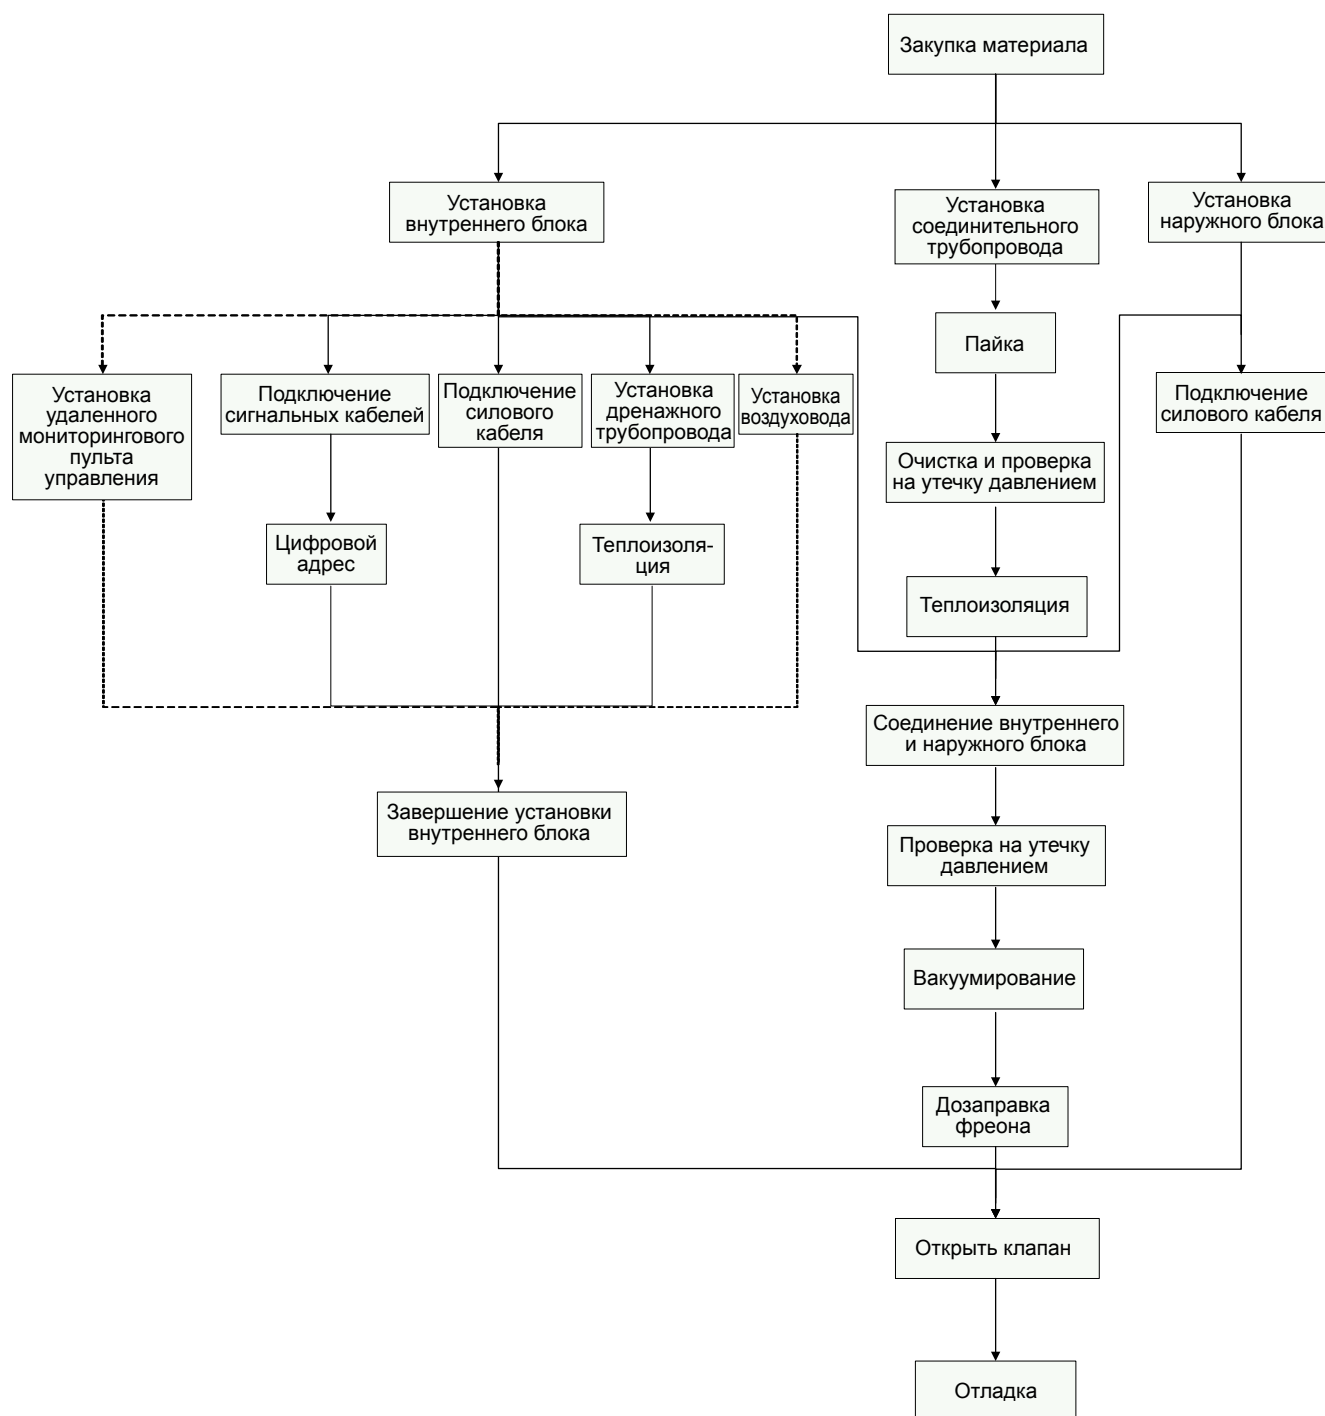 Закупка материала
Установка
внутреннего блока
Установка
соединительного
трубопровода
Установка
наружного блока
Пайка
Установка
удаленного
мониторингового
пульта
управления
Подключение
сигнальных кабелей
Подключение
силового
кабеля
Установка
дренажного
трубопровода
Установка
воздуховода
Подключение
силового кабеля
Очистка и проверка
на утечку давлением
Цифровой
адрес
Теплоизоля-
ция
Теплоизоляция
Соединение внутреннего
и наружного блока
Завершение установки
внутреннего блока
Проверка на утечку
давлением
Вакуумирование
Дозаправка
фреона
Открыть клапан
Отладка